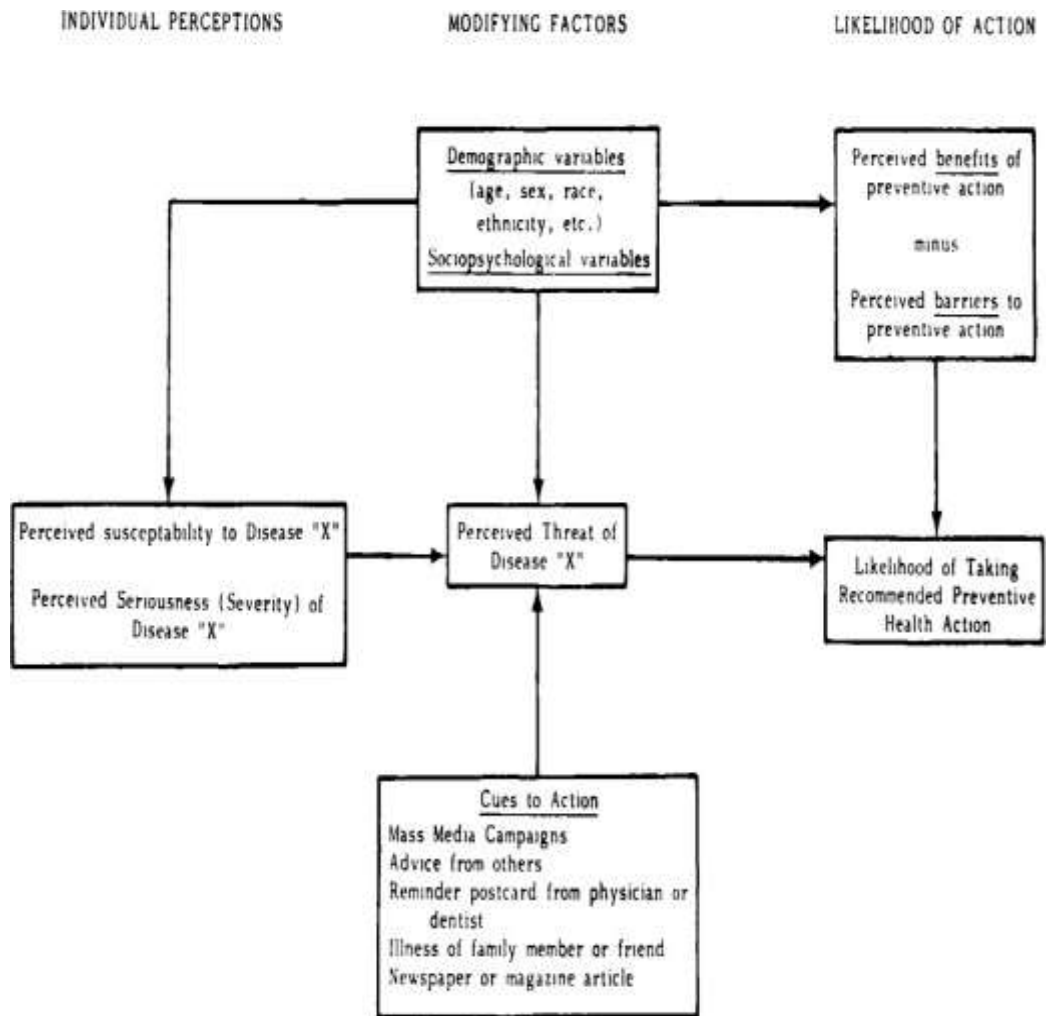 INDIVIDUAL PERCEPTIONS
MODIFYING FACTORS
LIKELIHOOD OF ACTION
Demographic variables
(age, sex, race,
ethnicity, etc.)
Sociopsychological variables
Perceived benefits of
preventive action
minus
Perceived barriers to
preventive action
Perceived susceptability to Disease "X"
Perceived Seriousness (Severity) of
Disease "X"
Perceived Threat of
Disease "X"
Likelihood of Taking
Recommended Preventive
Health Action
Cues to Action
Mass Media Campaigns
Advice from others
Reminder postcard from physician or
dentist
Illness of family member or friend
Newspaper or magazine article